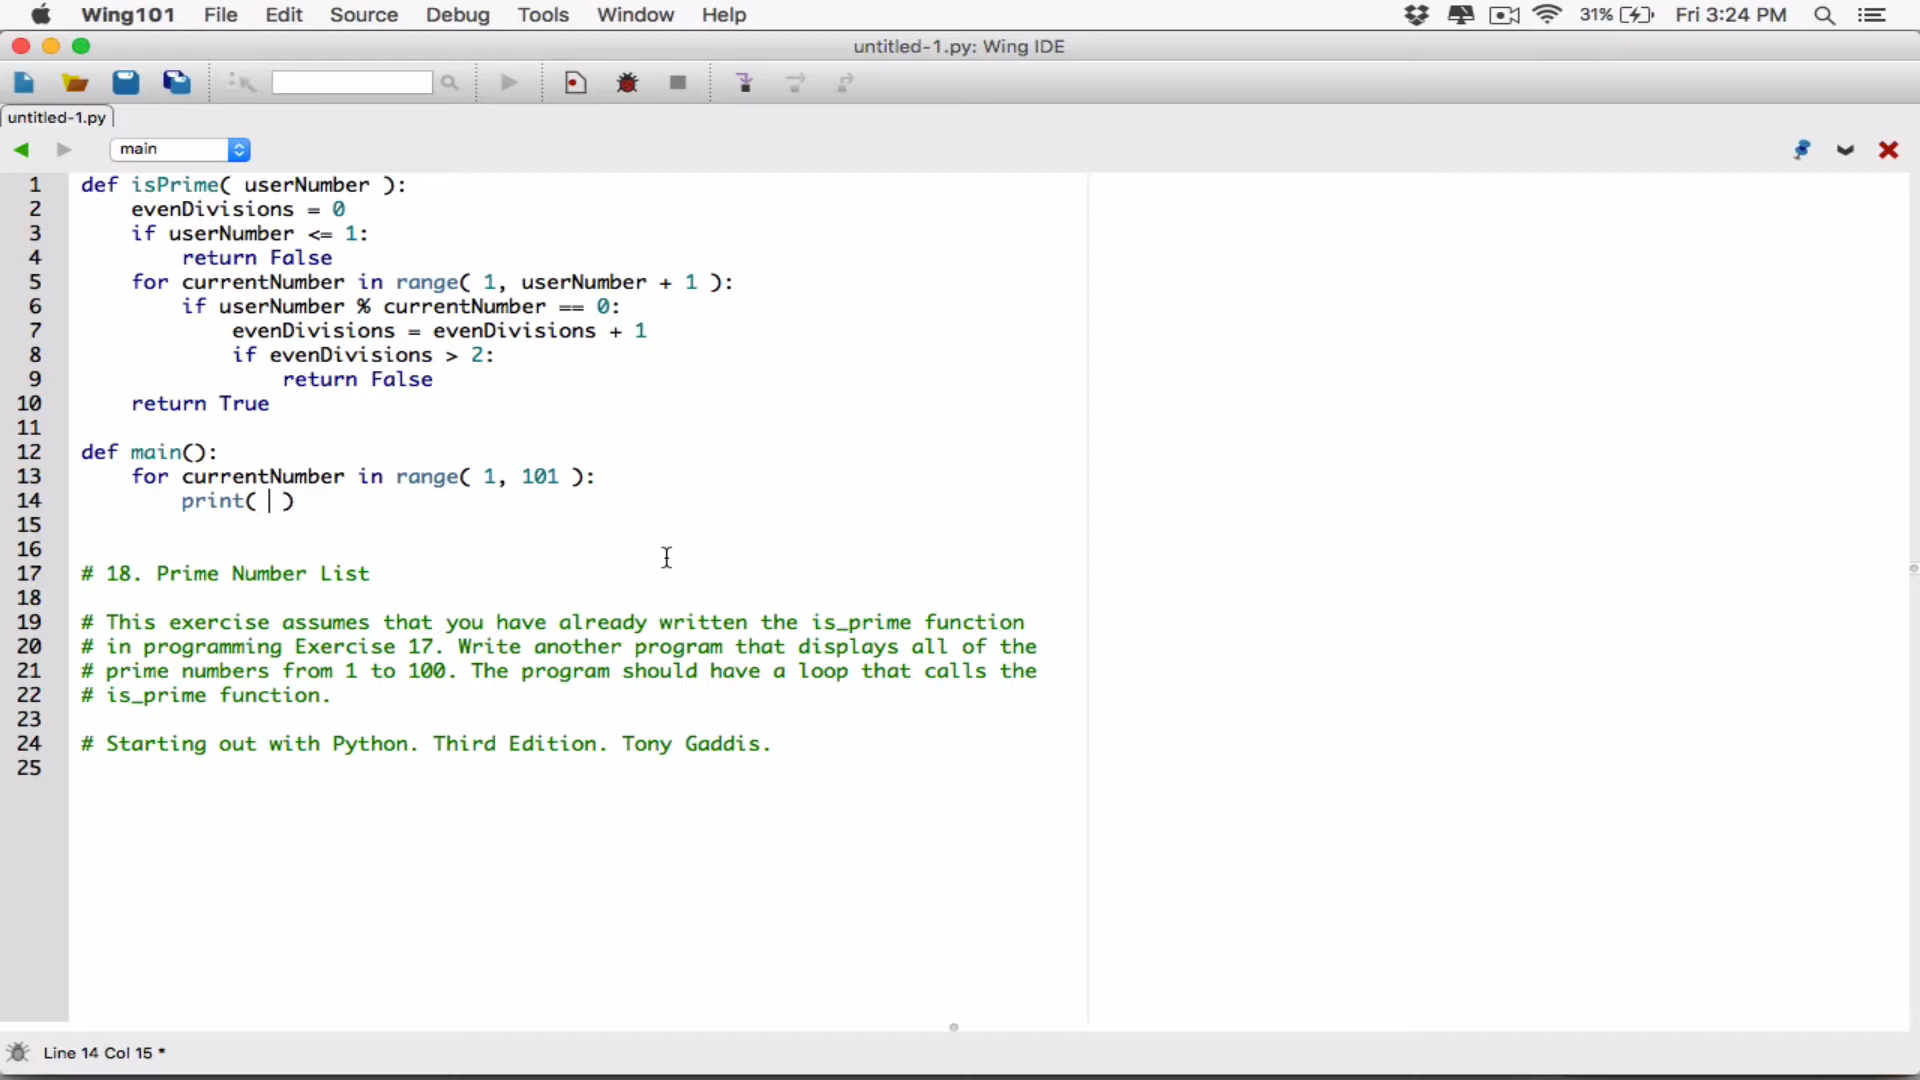 Wing101 File Edit Source Debug Tools Window Help 31% Fri 3:24 PM
untitled-1.py: Wing IDE
untitled-1.py
main
1 def isPrime( userNumber ):
2 evenDivisions = 0
3 if userNumber <= 1:
4 return False
5 for currentNumber in range( 1, userNumber + 1 ):
6 if userNumber % currentNumber == 0:
7 evenDivisions = evenDivisions + 1
8 if evenDivisions > 2:
9 return False
10 return True
11
12 def main():
13 for currentNumber in range( 1, 101 ):
14 print( )
15
16
17 # 18. Prime Number List
18
19 # This exercise assumes that you have already written the is_prime function
20 # in programming Exercise 17. Write another program that displays all of the
21 # prime numbers from 1 to 100. The program should have a loop that calls the
22 # is_prime function.
23
24 # Starting out with Python. Third Edition. Tony Gaddis.
25
Line 14 Col 15 *